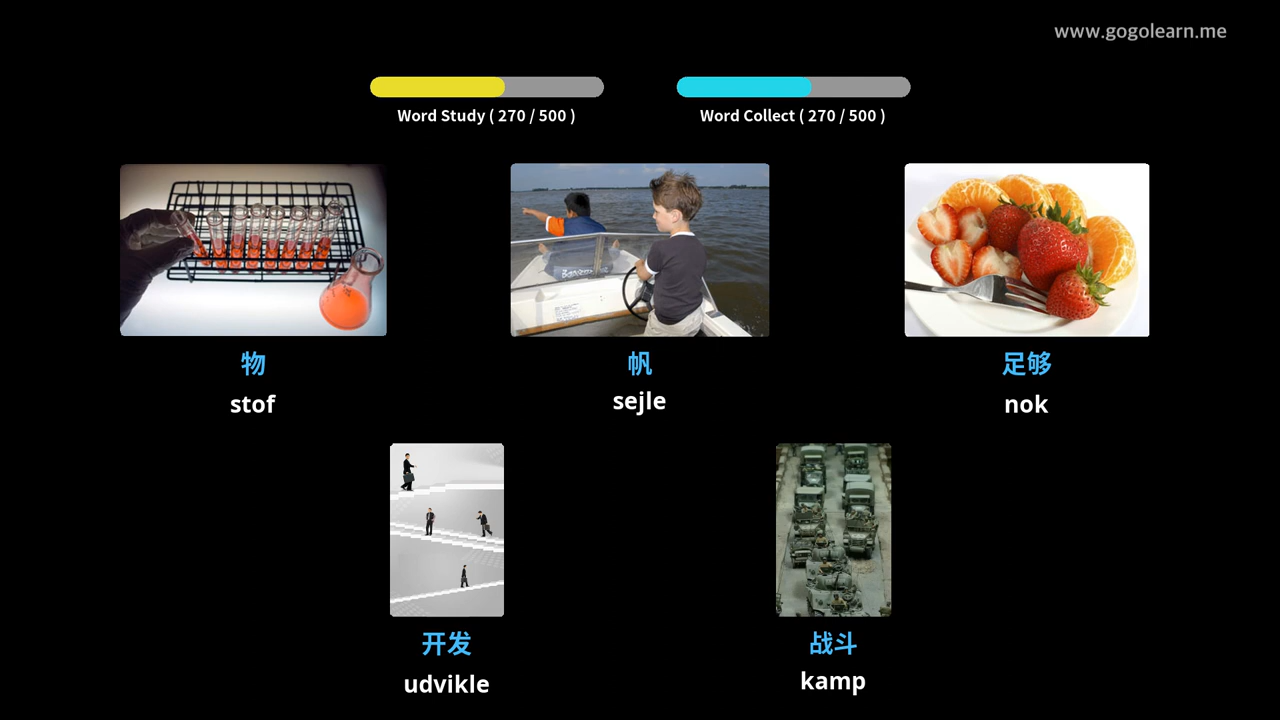 www.gogolearn.me
Word Study ( 270 / 500 )
Word Collect ( 270 / 500 )
物
stof
帆
sejle
足够
nok
开发
udvikle
战斗
kamp